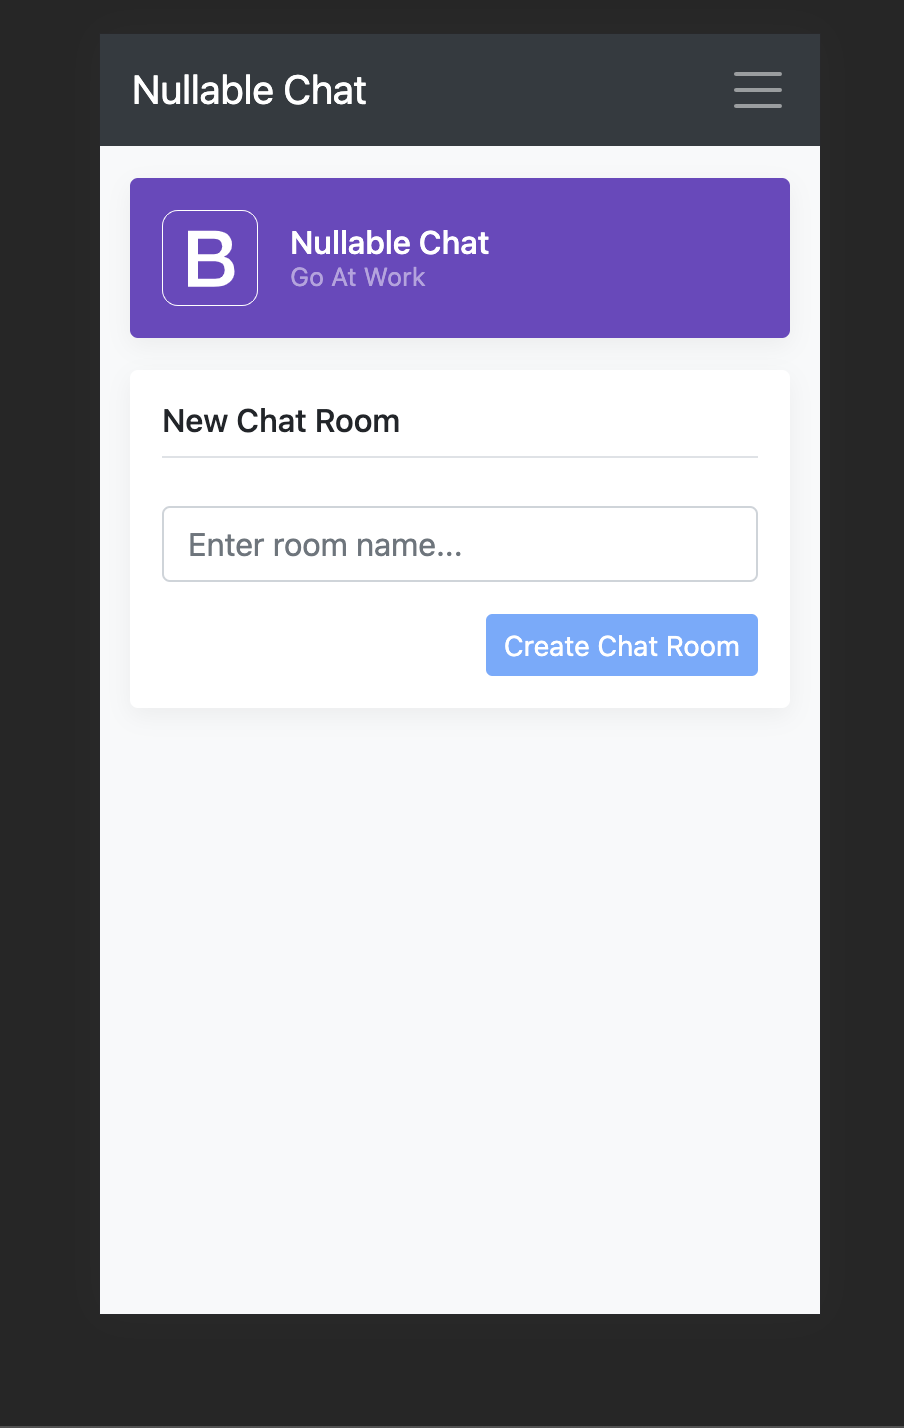 Nullable Chat
B
Nullable Chat
Go At Work
New Chat Room
Enter room name...
Create Chat Room